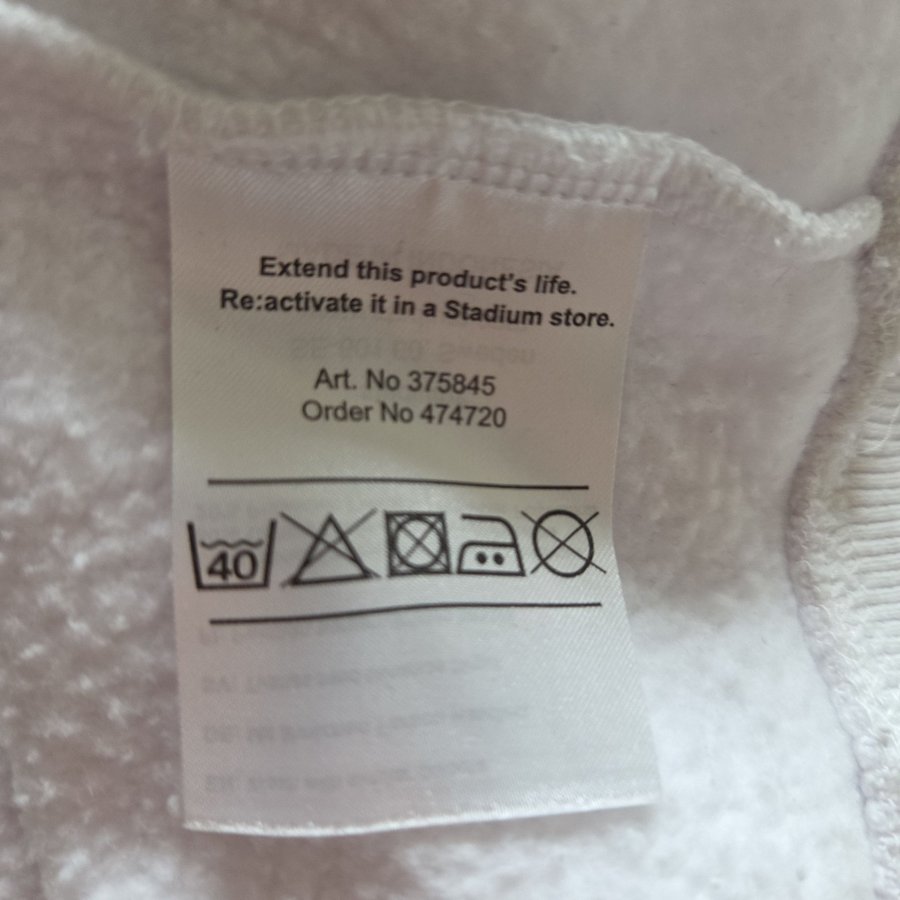 Extend this product's life.
Re:activate it in a Stadium store.
Art. No 375845
Order No 474720
40